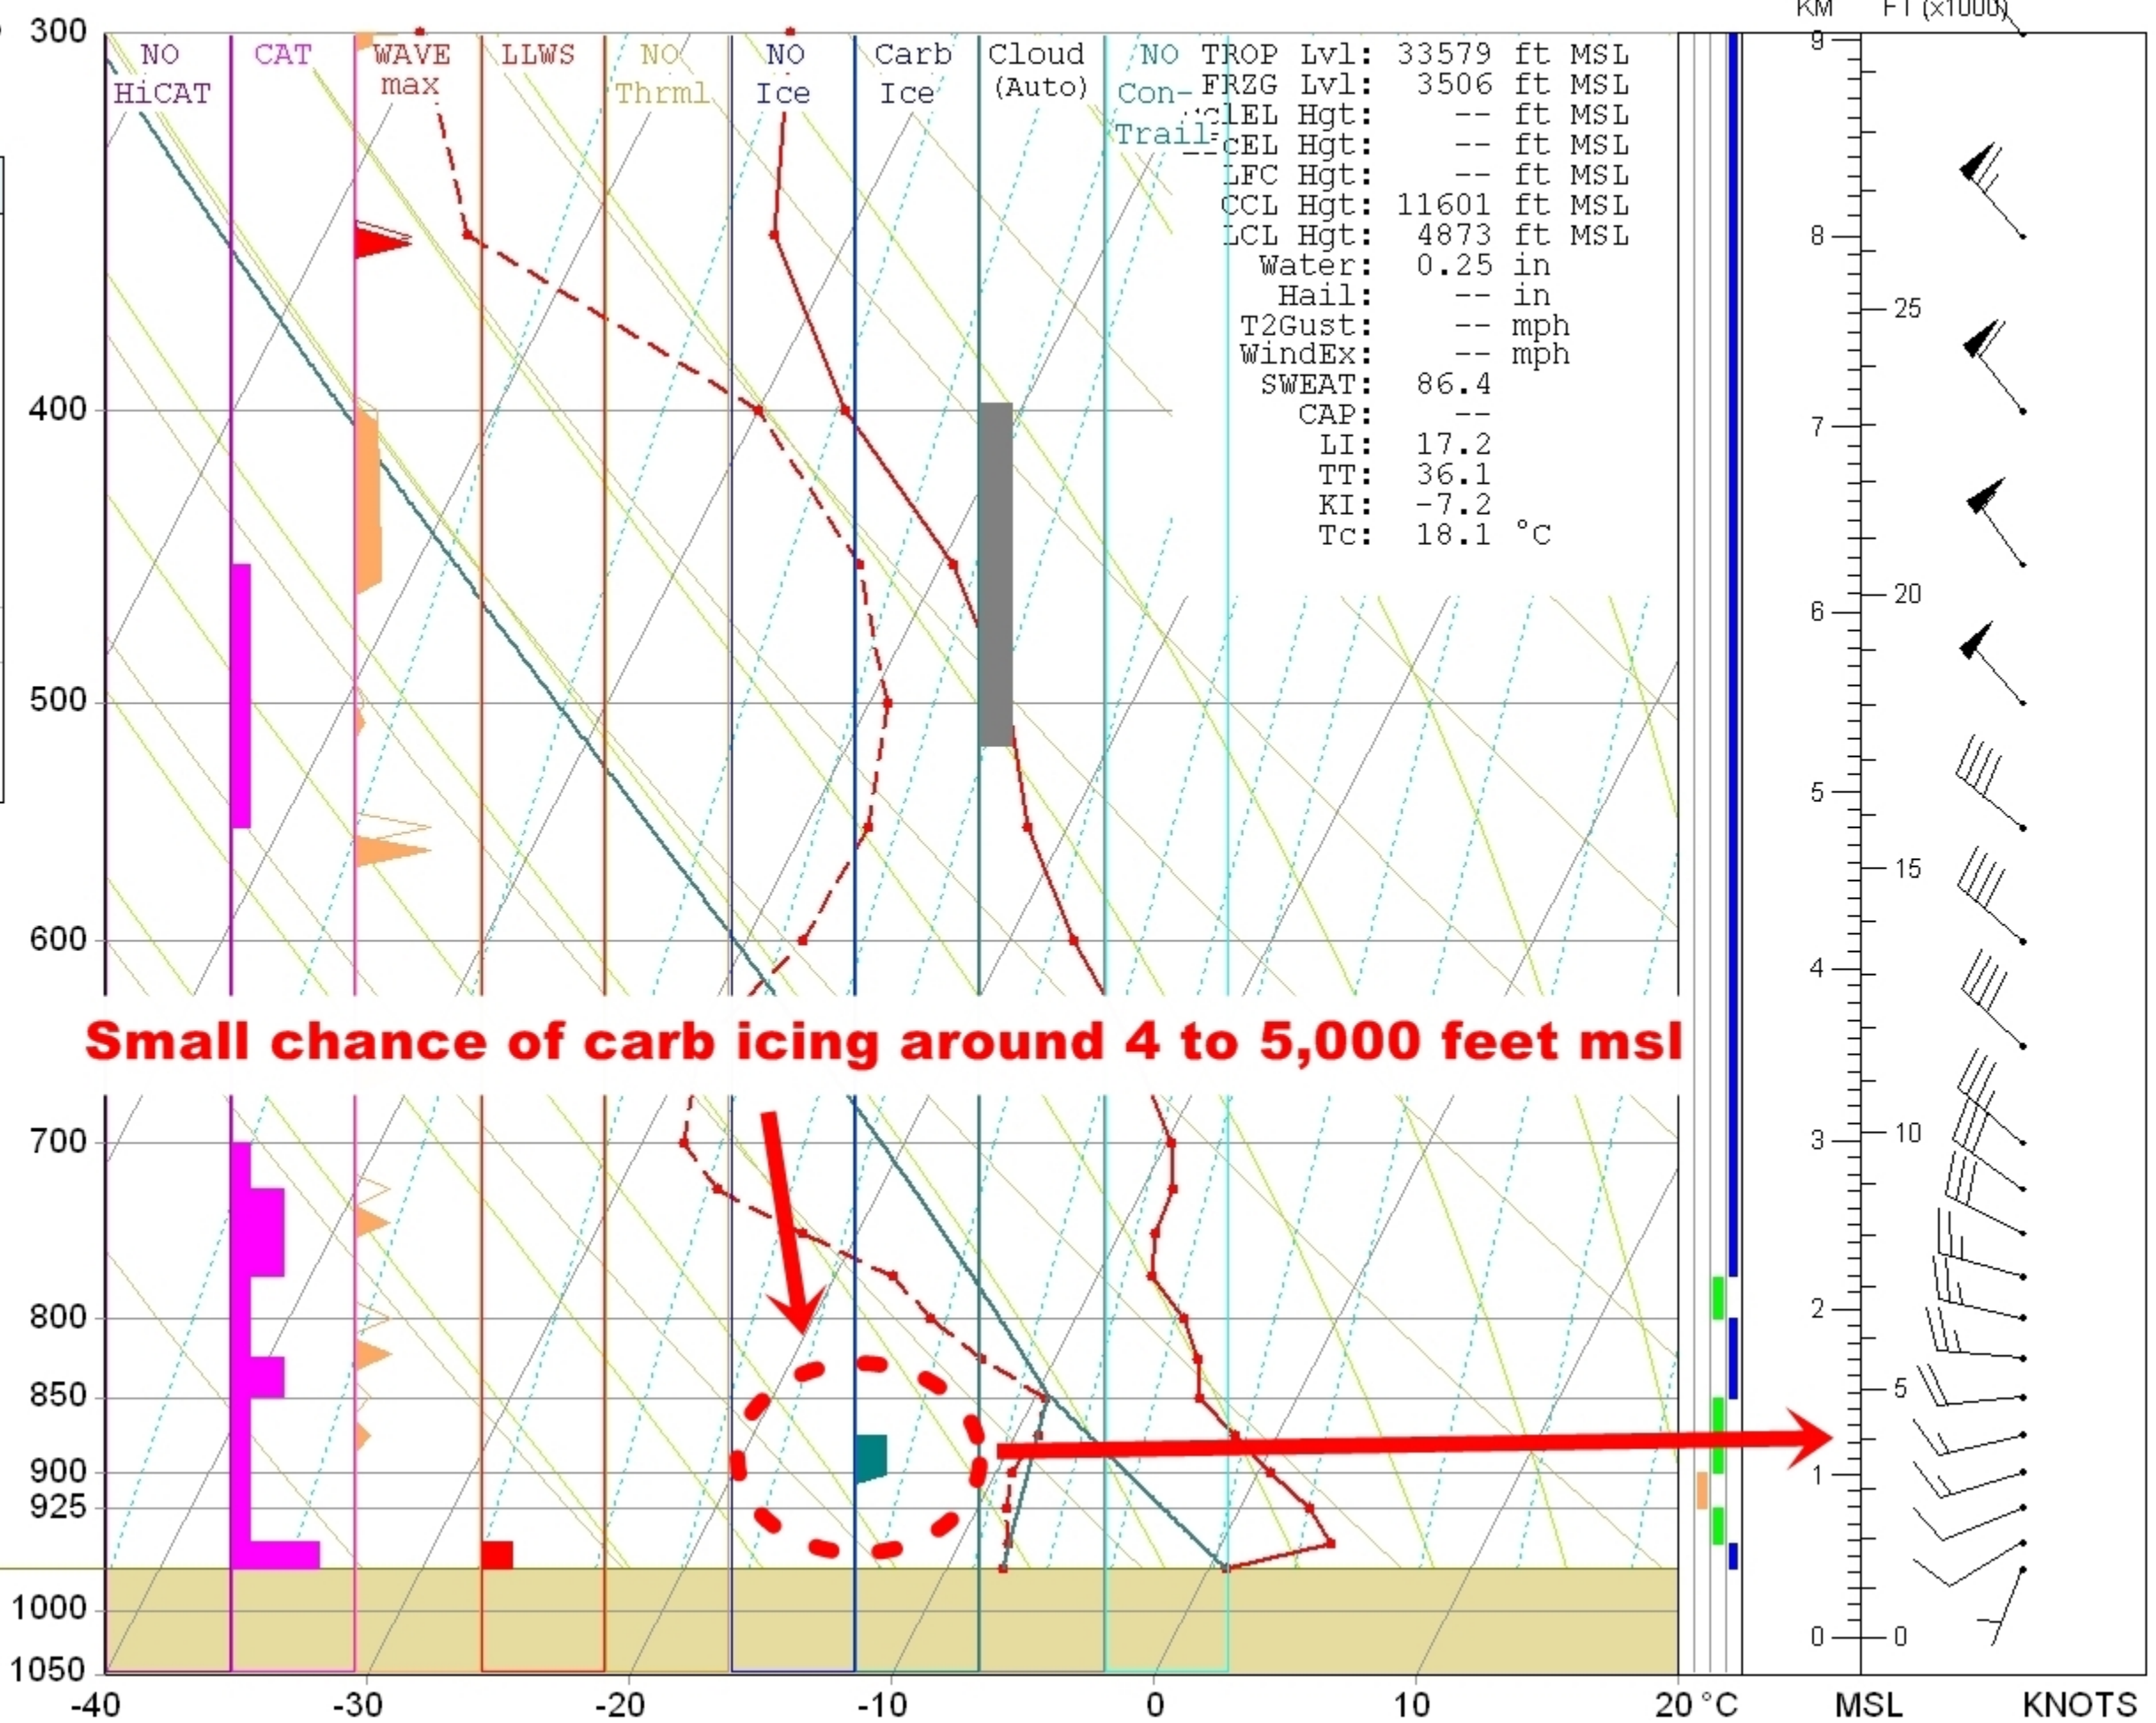 KM FT (x1000)
300
NO HiCAT
CAT
WAVE max
LLWS
NO Thrml
NO Ice
Carb Ice
Cloud (Auto)
NO Con-Trail
TROP Lvl: 33579 ft MSL
FRZG Lvl: 3506 ft MSL
clEL Hgt: -- ft MSL
cEL Hgt: -- ft MSL
LFC Hgt: -- ft MSL
CCL Hgt: 11601 ft MSL
LCL Hgt: 4873 ft MSL
Water: 0.25 in
Hail: -- in
T2Gust: -- mph
WindEx: -- mph
SWEAT: 86.4
CAP: --
LI: 17.2
TT: 36.1
KI: -7.2
Tc: 18.1 °C
9
8
25
400
7
6
20
500
5
15
600
4
Small chance of carb icing around 4 to 5,000 feet msl
700
3
10
800
2
850
5
900
1
925
1000
0
0
1050
-40 -30 -20 -10 0 10 20 °C MSL KNOTS